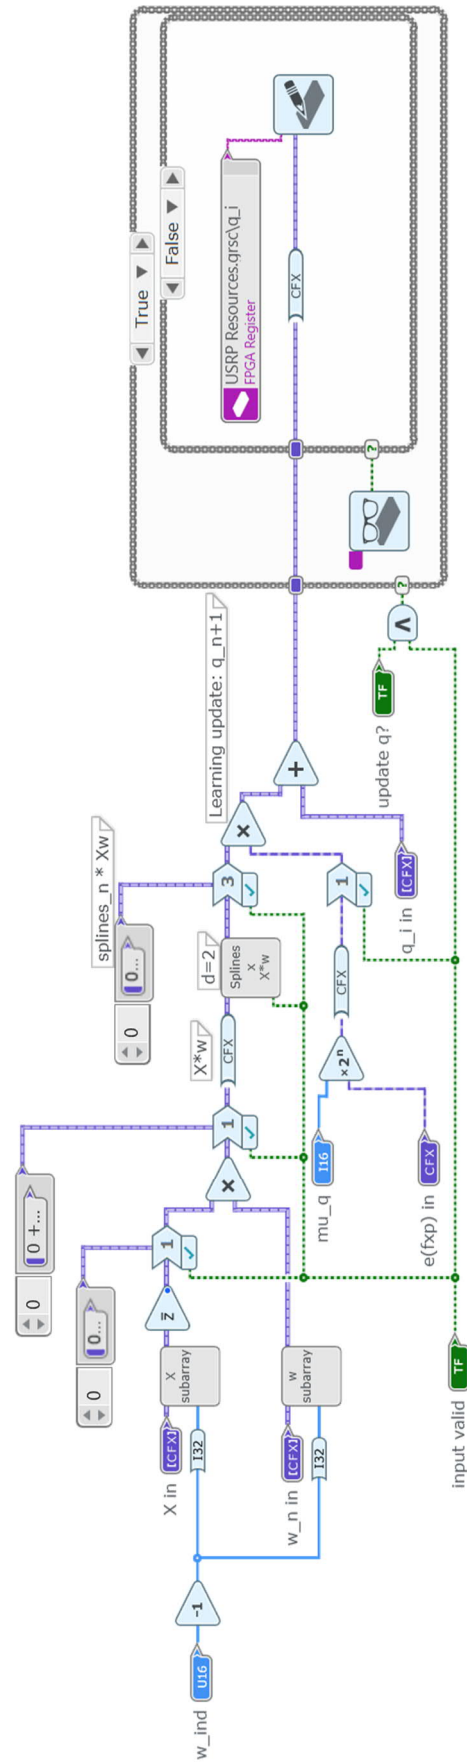 w_ind
U16
-1
X in
[CFX]
I32
X
subarray
w_n in
[CFX]
I32
w
subarray
0
0...
z
1
0
0 +...
×
1
X*w
CFX
d=2
Splines
x
X*w
splines_n * Xw
0
0...
3
mu_q
I16
e(fxp) in
CFX
×2ⁿ
CFX
1
×
Learning update: q_n+1
q_i in
[CFX]
+
input valid
TF
update q?
TF
∧
?
True
?
False
USRP Resources.grsc\q_i
FPGA Register
CFX